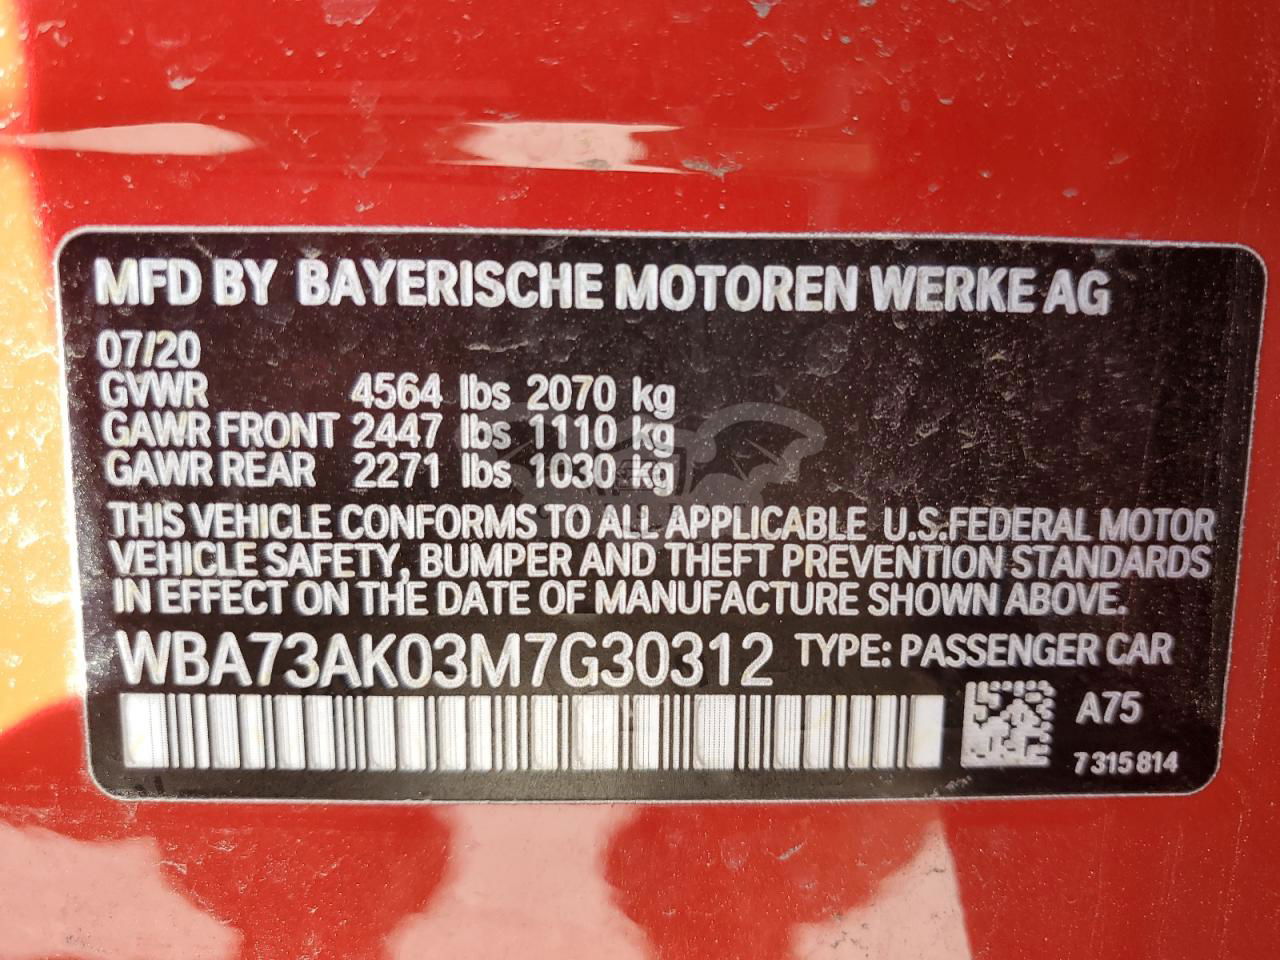 MFD BY BAYERISCHE MOTOREN WERKE AG
07/20
GVWR 4564 lbs 2070 kg
GAWR FRONT 2447 lbs 1110 kg
GAWR REAR 2271 lbs 1030 kg
THIS VEHICLE CONFORMS TO ALL APPLICABLE U.S.FEDERAL MOTOR
VEHICLE SAFETY, BUMPER AND THEFT PREVENTION STANDARDS
IN EFFECT ON THE DATE OF MANUFACTURE SHOWN ABOVE.
WBA73AK03M7G30312 TYPE: PASSENGER CAR
A75
7315814